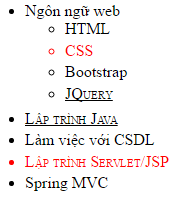 Ngôn ngữ web
HTML
CSS
Bootstrap
JQuery
Lập trình Java
Làm việc với CSDL
Lập trình Servlet/JSP
Spring MVC